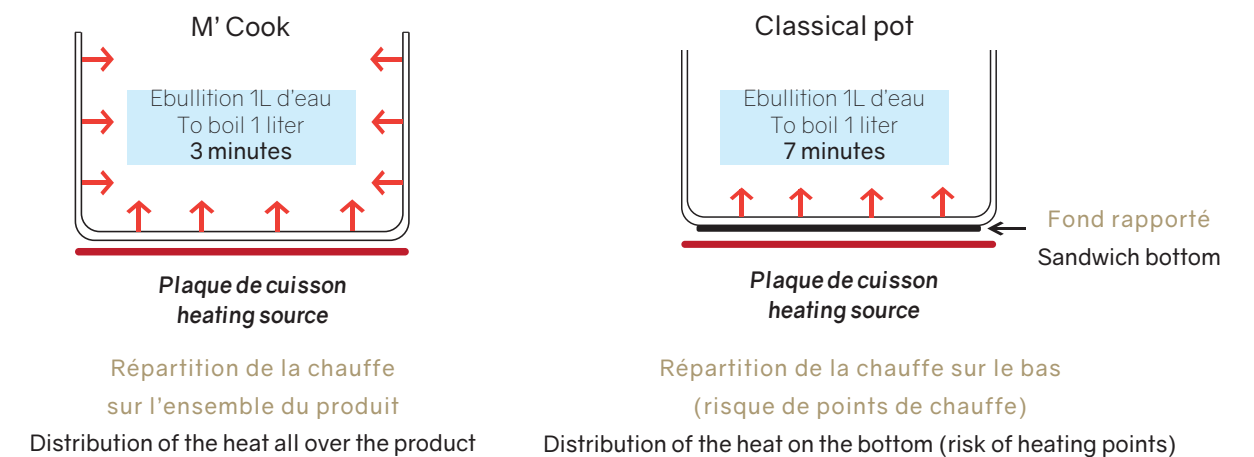 M' Cook
Ebullition 1L d'eau
To boil 1 liter
3 minutes
Plaque de cuisson
heating source
Répartition de la chauffe
sur l'ensemble du produit
Distribution of the heat all over the product
Classical pot
Ebullition 1L d'eau
To boil 1 liter
7 minutes
Fond rapporté
Sandwich bottom
Plaque de cuisson
heating source
Répartition de la chauffe sur le bas
(risque de points de chauffe)
Distribution of the heat on the bottom (risk of heating points)